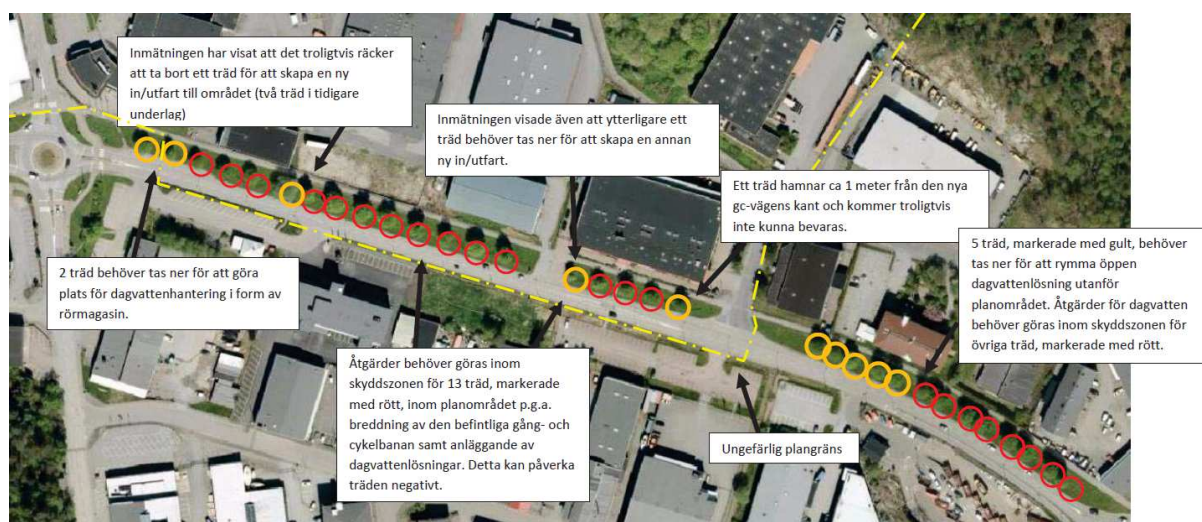 Inmätningen har visat att det troligtvis räcker
att ta bort ett träd för att skapa en ny
in/utfart till området (två träd i tidigare
underlag)
Inmätningen visade även att ytterligare ett
träd behöver tas ner för att skapa en annan
ny in/utfart.
Ett träd hamnar ca 1 meter från den nya
gc-vägens kant och kommer troligtvis
inte kunna bevaras.
5 träd, markerade med gult, behöver
tas ner för att rymma öppen
dagvattenlösning utanför
planområdet. Åtgärder för dagvatten
behöver göras inom skyddszonen för
övriga träd, markerade med rött.
2 träd behöver tas ner för att göra
plats för dagvattenhantering i form av
rörmagasin.
Åtgärder behöver göras inom
skyddszonen för 13 träd, markerade
med rött, inom planområdet p.g.a.
breddning av den befintliga gång- och
cykelbanan samt anläggande av
dagvattenlösningar. Detta kan påverka
träden negativt.
Ungefärlig plangräns